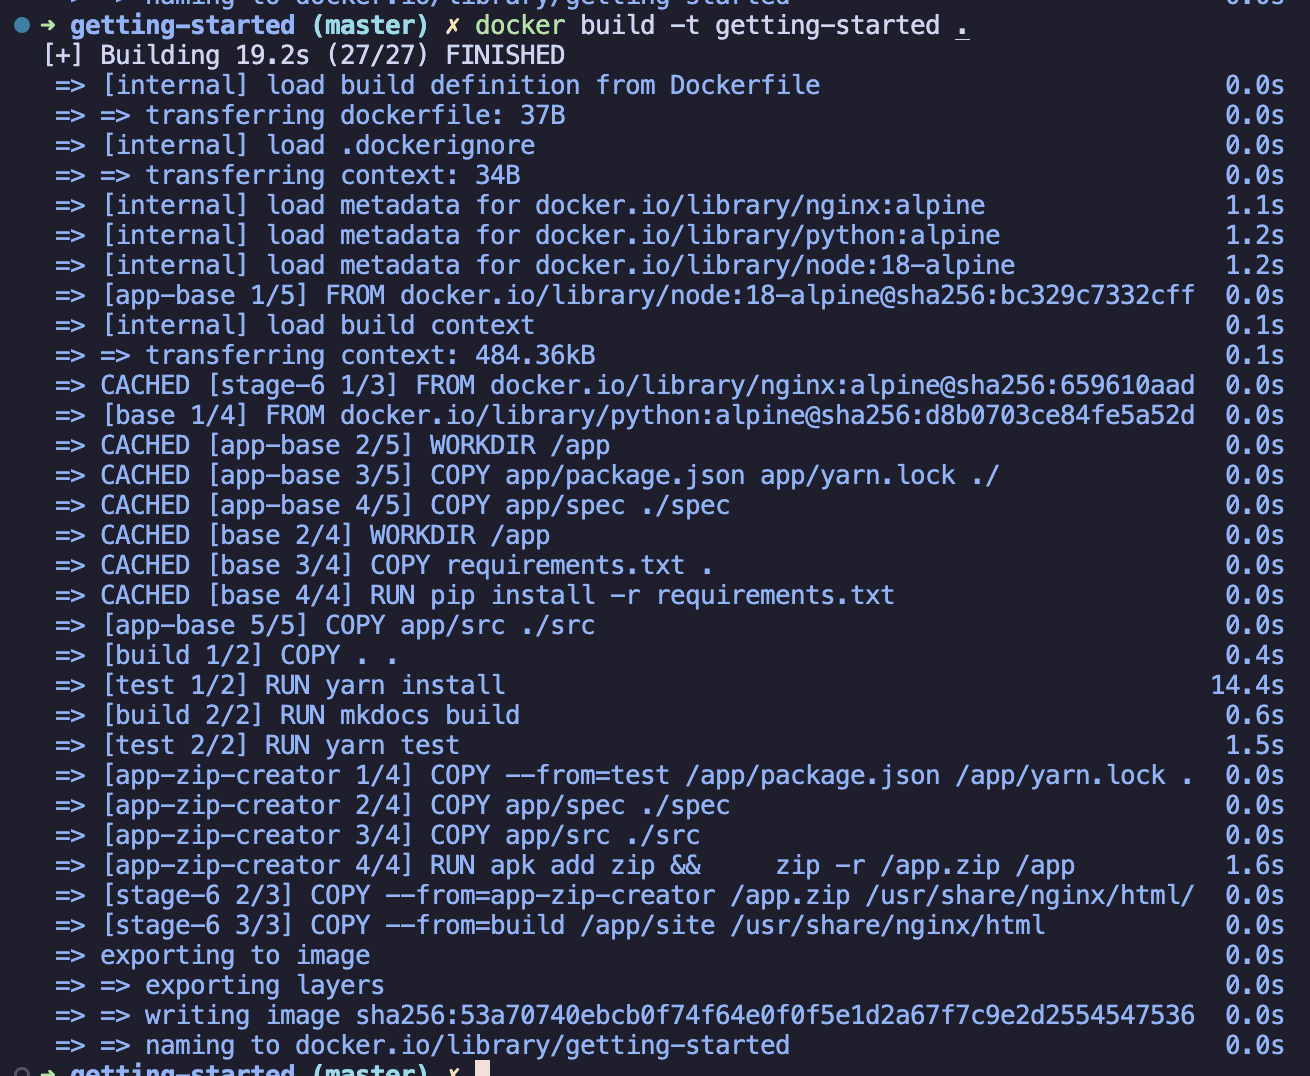 => => naming to docker.io/library/getting-started 0.0s
➜ getting-started (master) ✗ docker build -t getting-started .
[+] Building 19.2s (27/27) FINISHED
=> [internal] load build definition from Dockerfile 0.0s
=> => transferring dockerfile: 37B 0.0s
=> [internal] load .dockerignore 0.0s
=> => transferring context: 34B 0.0s
=> [internal] load metadata for docker.io/library/nginx:alpine 1.1s
=> [internal] load metadata for docker.io/library/python:alpine 1.2s
=> [internal] load metadata for docker.io/library/node:18-alpine 1.2s
=> [app-base 1/5] FROM docker.io/library/node:18-alpine@sha256:bc329c7332cff 0.0s
=> [internal] load build context 0.1s
=> => transferring context: 484.36kB 0.1s
=> CACHED [stage-6 1/3] FROM docker.io/library/nginx:alpine@sha256:659610aad 0.0s
=> [base 1/4] FROM docker.io/library/python:alpine@sha256:d8b0703ce84fe5a52d 0.0s
=> CACHED [app-base 2/5] WORKDIR /app 0.0s
=> CACHED [app-base 3/5] COPY app/package.json app/yarn.lock ./ 0.0s
=> CACHED [app-base 4/5] COPY app/spec ./spec 0.0s
=> CACHED [base 2/4] WORKDIR /app 0.0s
=> CACHED [base 3/4] COPY requirements.txt . 0.0s
=> CACHED [base 4/4] RUN pip install -r requirements.txt 0.0s
=> [app-base 5/5] COPY app/src ./src 0.0s
=> [build 1/2] COPY . . 0.4s
=> [test 1/2] RUN yarn install 14.4s
=> [build 2/2] RUN mkdocs build 0.6s
=> [test 2/2] RUN yarn test 1.5s
=> [app-zip-creator 1/4] COPY --from=test /app/package.json /app/yarn.lock . 0.0s
=> [app-zip-creator 2/4] COPY app/spec ./spec 0.0s
=> [app-zip-creator 3/4] COPY app/src ./src 0.0s
=> [app-zip-creator 4/4] RUN apk add zip &&     zip -r /app.zip /app 1.6s
=> [stage-6 2/3] COPY --from=app-zip-creator /app.zip /usr/share/nginx/html/ 0.0s
=> [stage-6 3/3] COPY --from=build /app/site /usr/share/nginx/html 0.0s
=> exporting to image 0.0s
=> => exporting layers 0.0s
=> => writing image sha256:53a70740ebcb0f74f64e0f0f5e1d2a67f7c9e2d2554547536 0.0s
=> => naming to docker.io/library/getting-started 0.0s
➜ getting-started (master) ✗